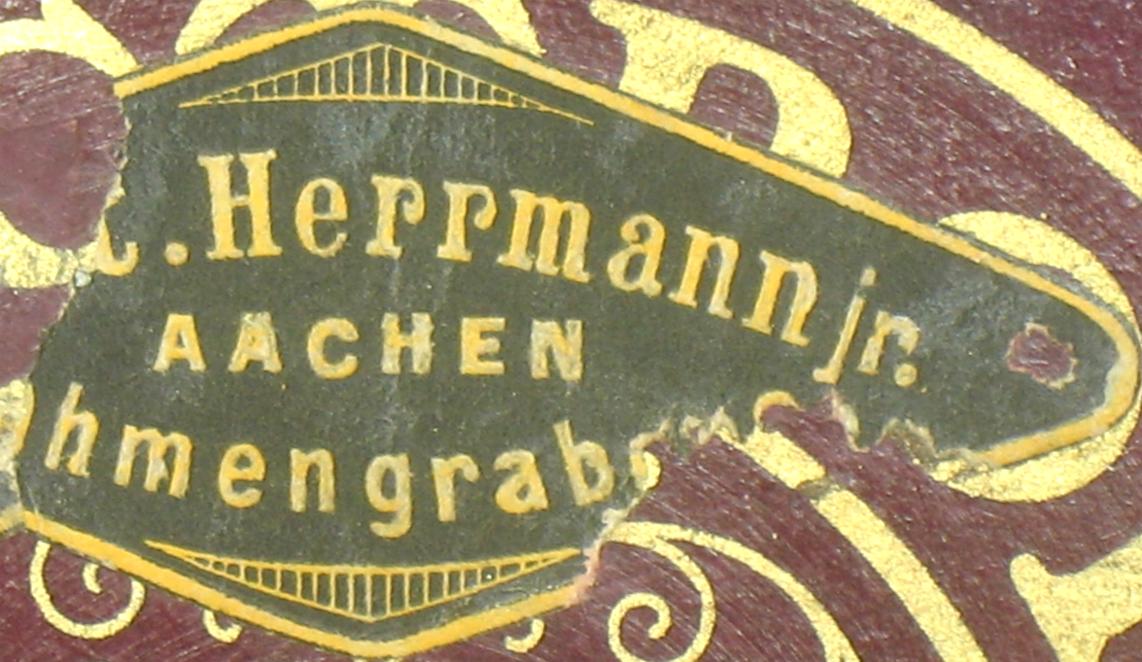 . Herrmann jr.
AACHEN
hmengrab